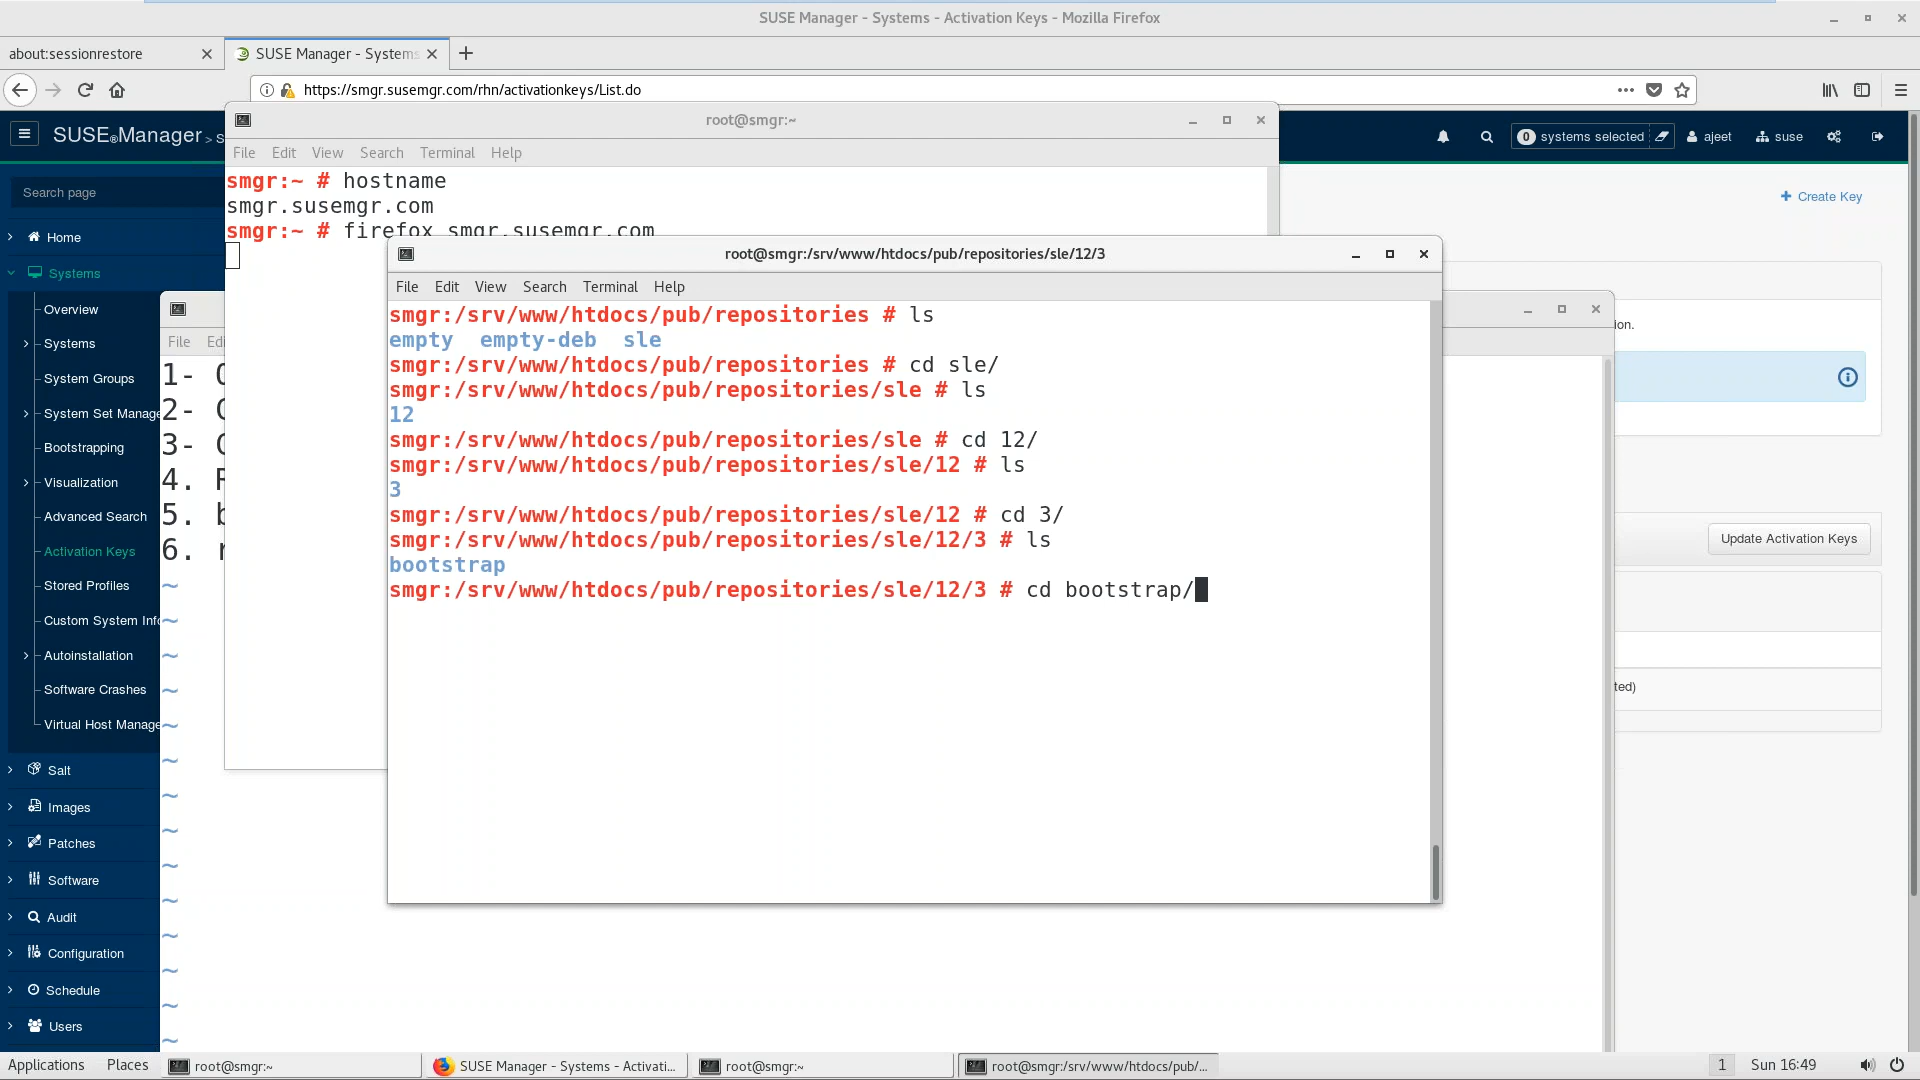 SUSE Manager - Systems - Activation Keys - Mozilla Firefox
about:sessionrestore
SUSE Manager - Systems
https://smgr.susemgr.com/rhn/activationkeys/List.do
SUSE Manager > S
0 systems selected
ajeet
suse
Search page
Home
Systems
Overview
Systems
System Groups
System Set Manage
Bootstrapping
Visualization
Advanced Search
Activation Keys
Stored Profiles
Custom System Info
Autoinstallation
Software Crashes
Virtual Host Manage
Salt
Images
Patches
Software
Audit
Configuration
Schedule
Users
Create Key
ion.
Update Activation Keys
ted)
root@smgr:~
File Edit View Search Terminal Help
smgr:~ # hostname
smgr.susemgr.com
smgr:~ # firefox smgr.susemgr.com
File Edi
1-
2-
3-
4. R
5. b
6. r
~
~
~
~
~
~
~
~
~
~
~
~
~
~
root@smgr:/srv/www/htdocs/pub/repositories/sle/12/3
File Edit View Search Terminal Help
smgr:/srv/www/htdocs/pub/repositories # ls
empty empty-deb sle
smgr:/srv/www/htdocs/pub/repositories # cd sle/
smgr:/srv/www/htdocs/pub/repositories/sle # ls
12
smgr:/srv/www/htdocs/pub/repositories/sle # cd 12/
smgr:/srv/www/htdocs/pub/repositories/sle/12 # ls
3
smgr:/srv/www/htdocs/pub/repositories/sle/12 # cd 3/
smgr:/srv/www/htdocs/pub/repositories/sle/12/3 # ls
bootstrap
smgr:/srv/www/htdocs/pub/repositories/sle/12/3 # cd bootstrap/
Applications Places
root@smgr:~
SUSE Manager - Systems - Activati...
root@smgr:~
root@smgr:/srv/www/htdocs/pub/...
1
Sun 16:49